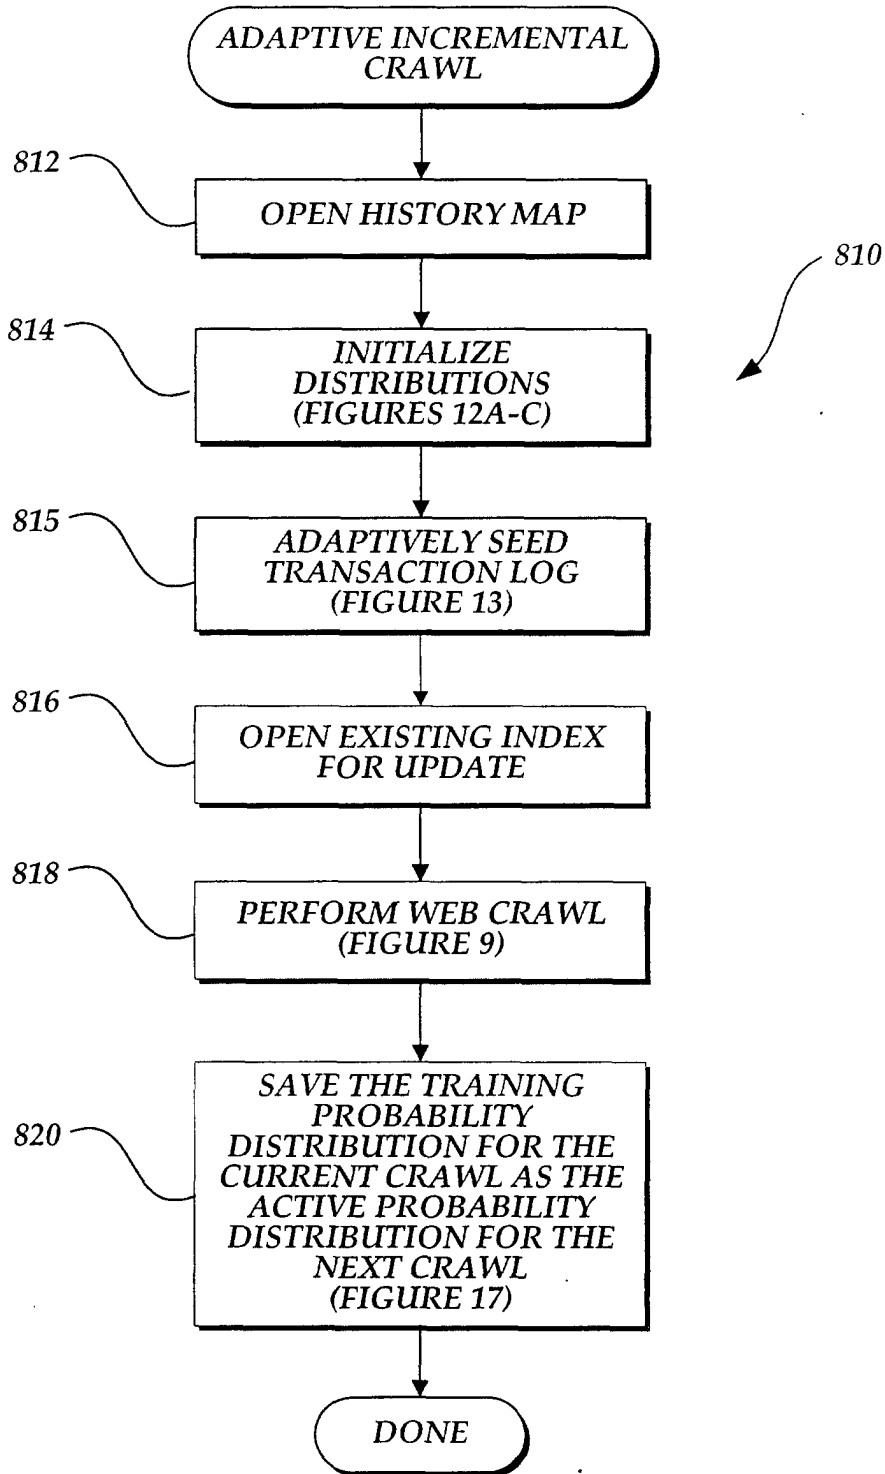 ADAPTIVE INCREMENTAL
CRAWL
812
OPEN HISTORY MAP
810
814
INITIALIZE
DISTRIBUTIONS
(FIGURES 12A-C)
815
ADAPTIVELY SEED
TRANSACTION LOG
(FIGURE 13)
816
OPEN EXISTING INDEX
FOR UPDATE
818
PERFORM WEB CRAWL
(FIGURE 9)
820
SAVE THE TRAINING
PROBABILITY
DISTRIBUTION FOR THE
CURRENT CRAWL AS THE
ACTIVE PROBABILITY
DISTRIBUTION FOR THE
NEXT CRAWL
(FIGURE 17)
DONE